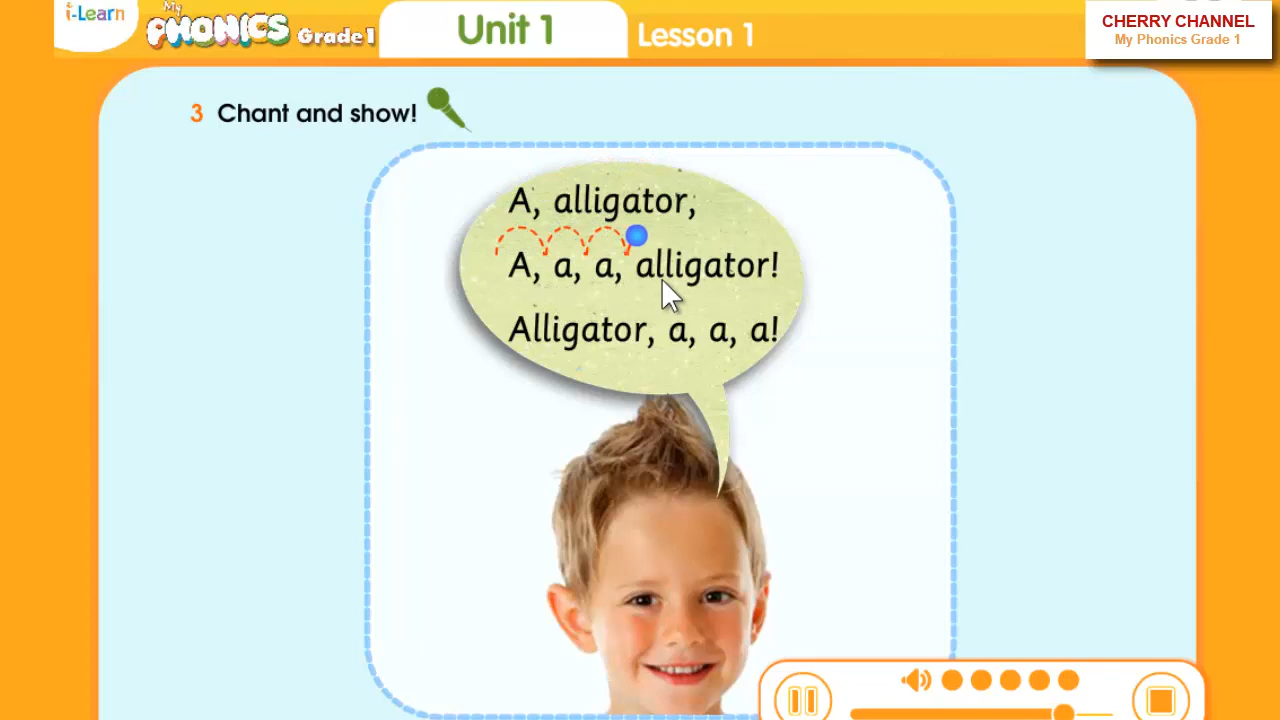 i-Learn
My
PHONICS Grade 1
Unit 1
Lesson 1
CHERRY CHANNEL
My Phonics Grade 1
3 Chant and show!
A, alligator,
A, a, a, alligator!
Alligator, a, a, a!